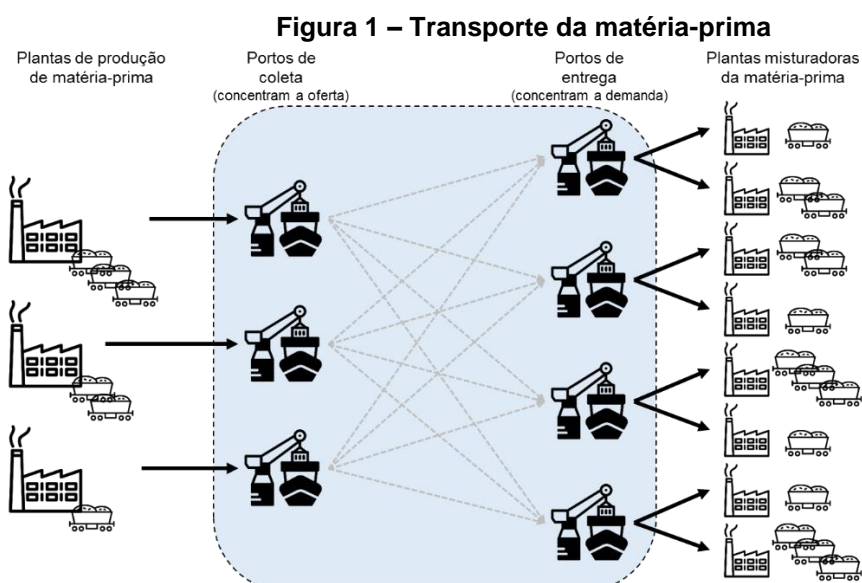 Figura 1 – Transporte da matéria-prima
Plantas de produção
de matéria-prima
Portos de
coleta
(concentram a oferta)
Portos de
entrega
(concentram a demanda)
Plantas misturadoras
da matéria-prima